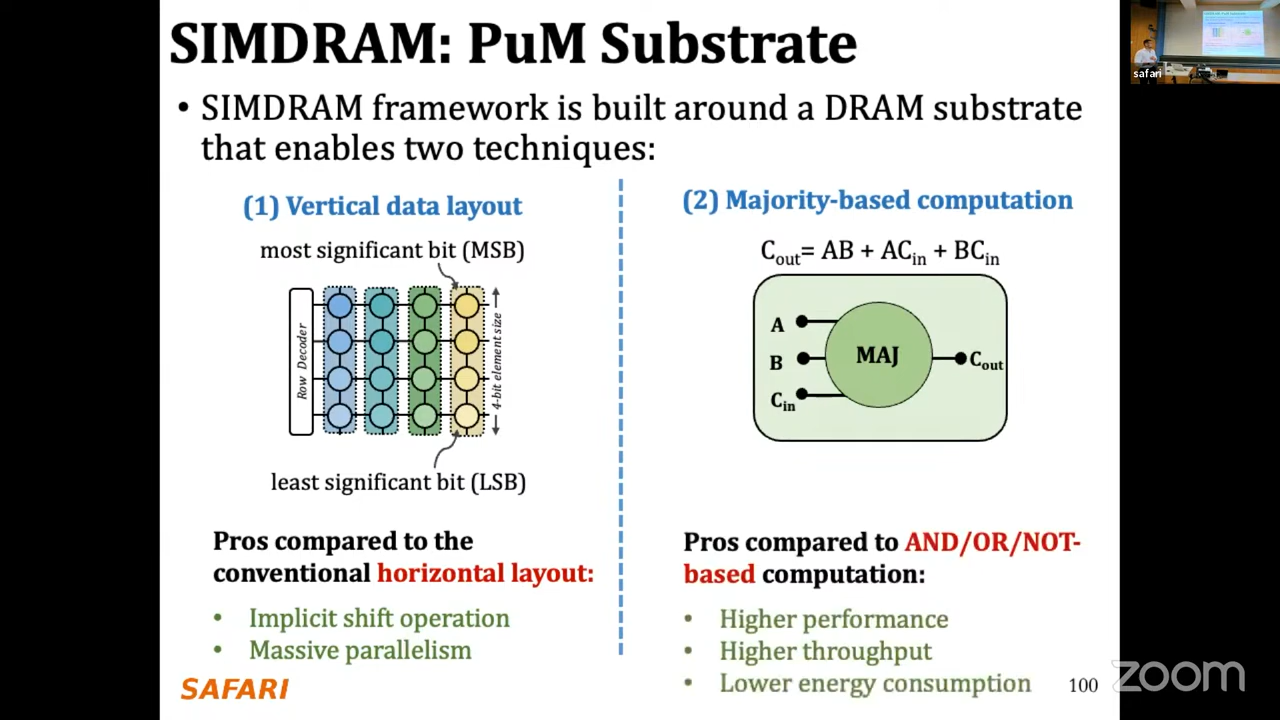 SIMDRAM: PuM Substrate
safari
• SIMDRAM framework is built around a DRAM substrate
that enables two techniques:
(1) Vertical data layout
most significant bit (MSB)
Row Decoder
4-bit element size
least significant bit (LSB)
Pros compared to the
conventional horizontal layout:
• Implicit shift operation
• Massive parallelism
(2) Majority-based computation
Cout= AB + ACin + BCin
A
B
Cin
MAJ
Cout
Pros compared to AND/OR/NOT-
based computation:
• Higher performance
• Higher throughput
• Lower energy consumption
SAFARI
100
zoom